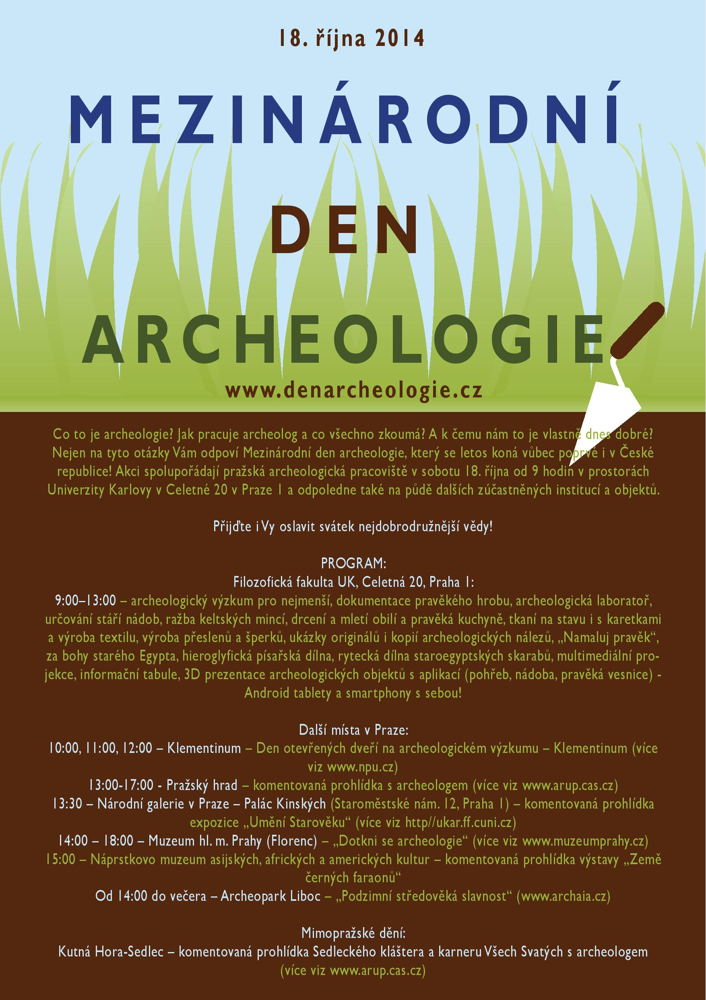 18. října 2014
MEZINÁRODNÍ
DEN
ARCHEOLOGIE
www.denarcheologie.cz
Co to je archeologie? Jak pracuje archeolog a co všechno zkoumá? A k čemu nám to je vlastně dnes dobré?
Nejen na tyto otázky Vám odpoví Mezinárodní den archeologie, který se letos koná vůbec poprvé i v České
republice! Akci spolupořádají pražská archeologická pracoviště v sobotu 18. října od 9 hodin v prostorách
Univerzity Karlovy v Celetné 20 v Praze 1 a odpoledne také na půdě dalších zúčastněných institucí a objektů.
Přijďte i Vy oslavit svátek nejdobrodružnější vědy!
PROGRAM:
Filozofická fakulta UK, Celetná 20, Praha 1:
9:00–13:00 – archeologický výzkum pro nejmenší, dokumentace pravěkého hrobu, archeologická laboratoř,
určování stáří nádob, ražba keltských mincí, drcení a mletí obilí a pravěká kuchyně, tkaní na stavu i s karetkami
a výroba textilu, výroba přeslenů a šperků, ukázky originálů i kopií archeologických nálezů, „Namaluj pravěk“,
za bohy starého Egypta, hieroglyfická písařská dílna, rytecká dílna staroegyptských skarabů, multimediální pro-
jekce, informační tabule, 3D prezentace archeologických objektů s aplikací (pohřeb, nádoba, pravěká vesnice) -
Android tablety a smartphony s sebou!
Další místa v Praze:
10:00, 11:00, 12:00 – Klementinum – Den otevřených dveří na archeologickém výzkumu – Klementinum (více
viz www.npu.cz)
13:00-17:00 - Pražský hrad – komentovaná prohlídka s archeologem (více viz www.arup.cas.cz)
13:30 – Národní galerie v Praze – Palác Kinských (Staroměstské nám. 12, Praha 1) – komentovaná prohlídka
expozice „Umění Starověku“ (více viz http//ukar.ff.cuni.cz)
14:00 – 18:00 – Muzeum hl. m. Prahy (Florenc) – „Dotkni se archeologie“ (více viz www.muzeumprahy.cz)
15:00 – Náprstkovo muzeum asijských, afrických a amerických kultur – komentovaná prohlídka výstavy „Země
černých faraonů“
Od 14:00 do večera – Archeopark Liboc – „Podzimní středověká slavnost“ (www.archaia.cz)
Mimopražské dění:
Kutná Hora-Sedlec – komentovaná prohlídka Sedleckého kláštera a karneru Všech Svatých s archeologem
(více viz www.arup.cas.cz)